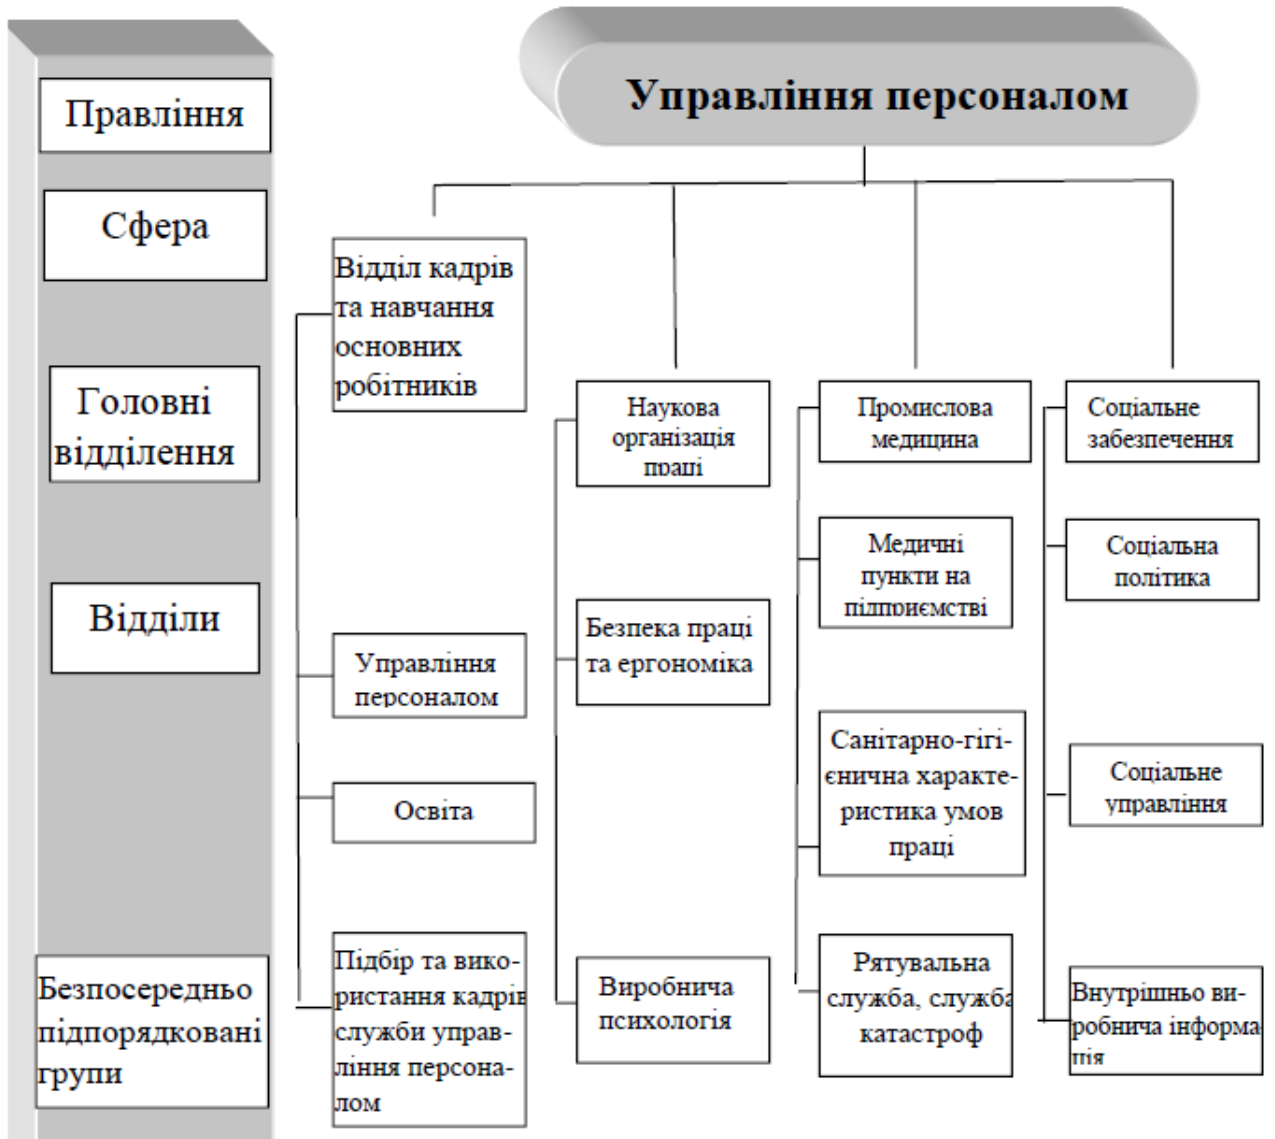 Правління
Сфера
Головні
відділення
Відділи
Безпосередньо
підпорядковані
групи
Управління персоналом
Відділ кадрів
та навчання
основних
робітників
Управління
персоналом
Освіта
Підбір та вико-
ристання кадрів
служби управ-
ління персона-
лом
Наукова
організація
праці
Безпека праці
та ергономіка
Виробнича
психологія
Промислова
медицина
Медичні
пункти на
підприємстві
Санітарно-гігі-
єнична характе-
ристика умов
праці
Рятувальна
служба, служба
катастроф
Соціальне
забезпечення
Соціальна
політика
Соціальне
управління
Внутрішньо ви-
робнича інформа-
ція